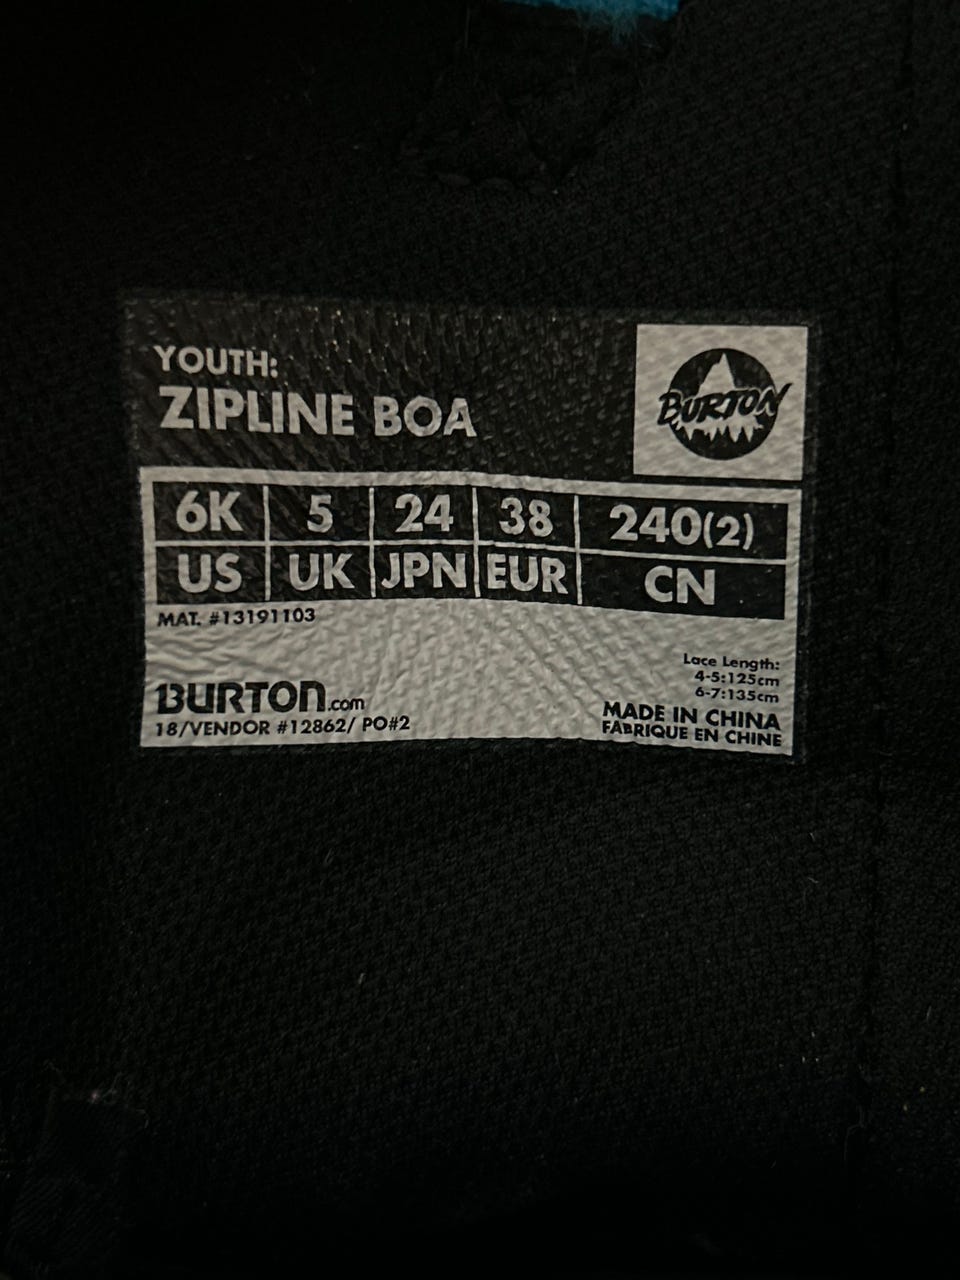 YOUTH:
ZIPLINE BOA
BURTON
6K 5 24 38 240(2)
US UK JPN EUR CN
MAT. #13191103
Lace Length:
4-5:125cm
6-7:135cm
BURTON.com
18/VENDOR #12862/ PO#2
MADE IN CHINA
FABRIQUE EN CHINE